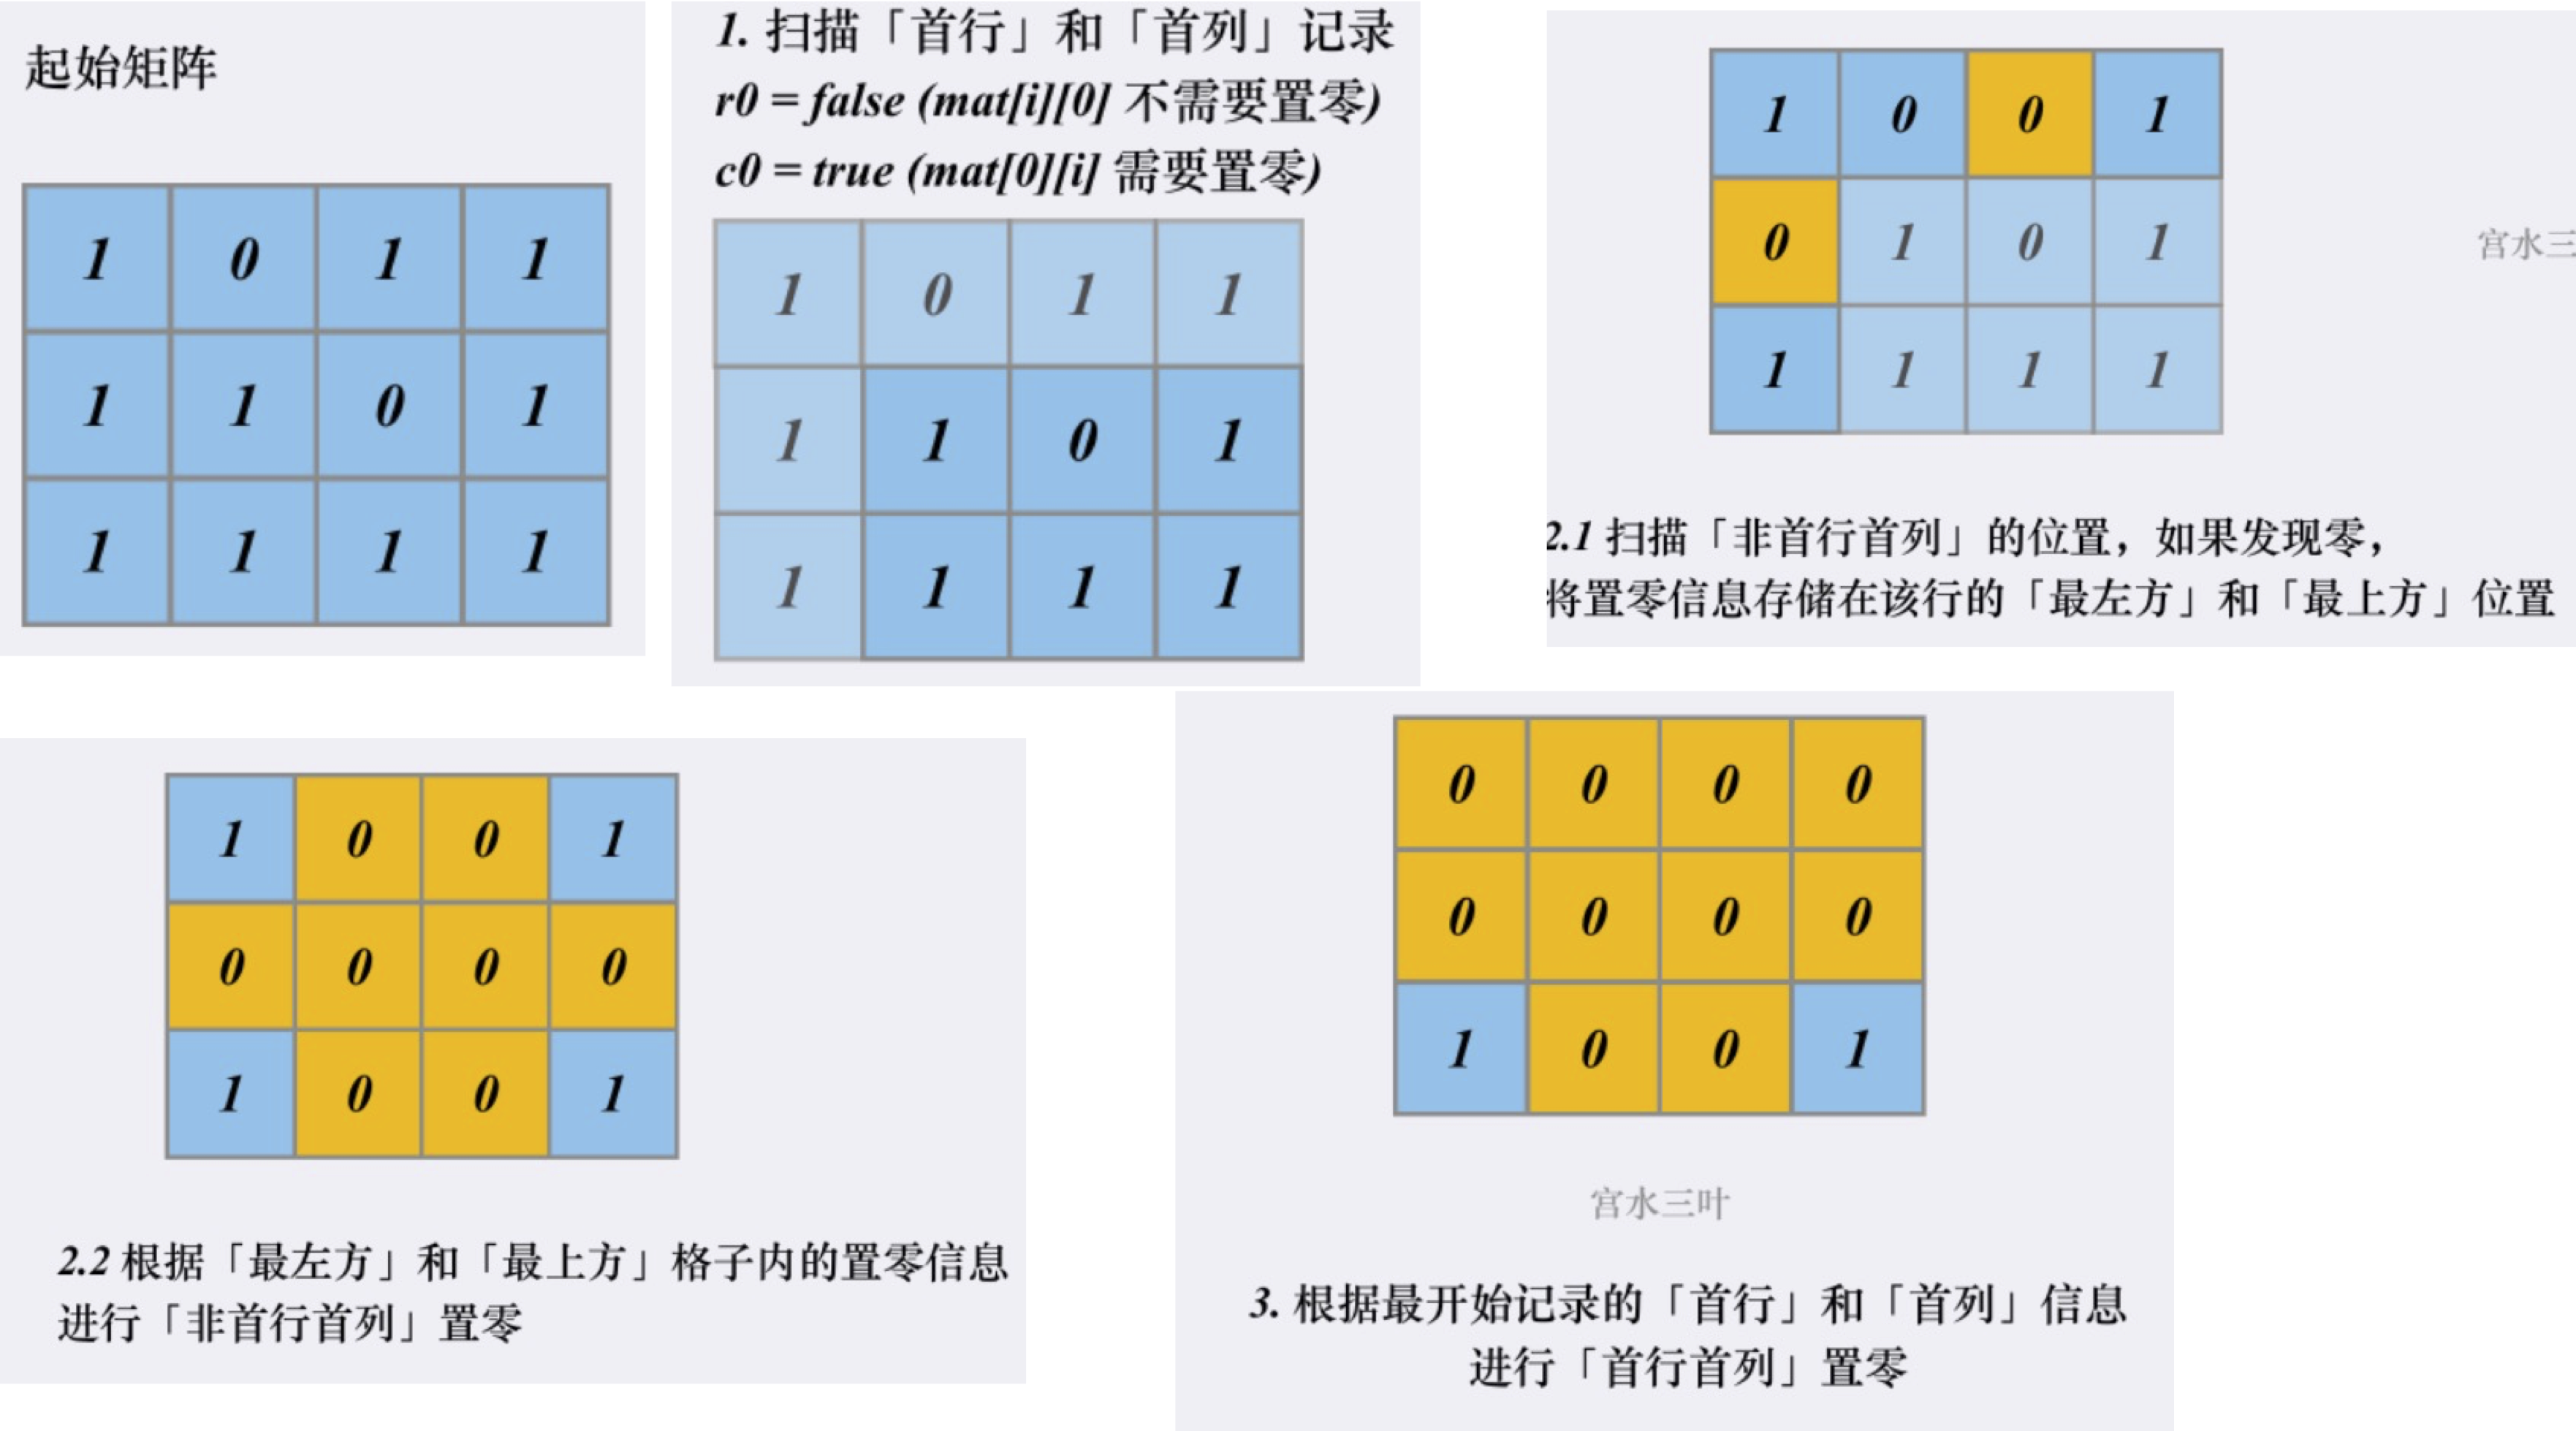 起始矩阵
1 0 1 1
1 1 0 1
1 1 1 1
1. 扫描「首行」和「首列」记录
r0 = false (mat[i][0] 不需要置零)
c0 = true (mat[0][i] 需要置零)
1 0 1 1
1 1 0 1
1 1 1 1
1 0 0 1
0 1 0 1
1 1 1 1
宫水三
2.1 扫描「非首行首列」的位置，如果发现零，
将置零信息存储在该行的「最左方」和「最上方」位置
1 0 0 1
0 0 0 0
1 0 0 1
2.2 根据「最左方」和「最上方」格子内的置零信息
进行「非首行首列」置零
0 0 0 0
0 0 0 0
1 0 0 1
宫水三叶
3. 根据最开始记录的「首行」和「首列」信息
进行「首行首列」置零